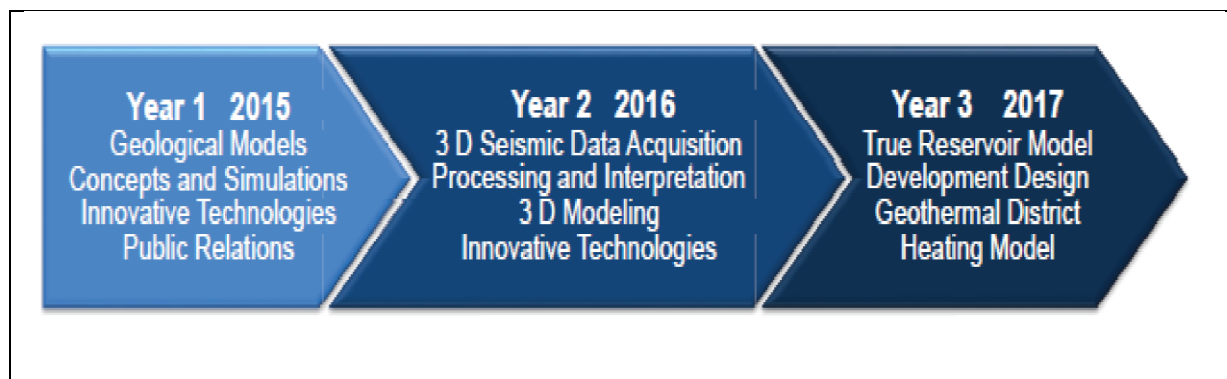 Year 1 2015
Geological Models
Concepts and Simulations
Innovative Technologies
Public Relations
Year 2 2016
3 D Seismic Data Acquisition
Processing and Interpretation
3 D Modeling
Innovative Technologies
Year 3 2017
True Reservoir Model
Development Design
Geothermal District
Heating Model